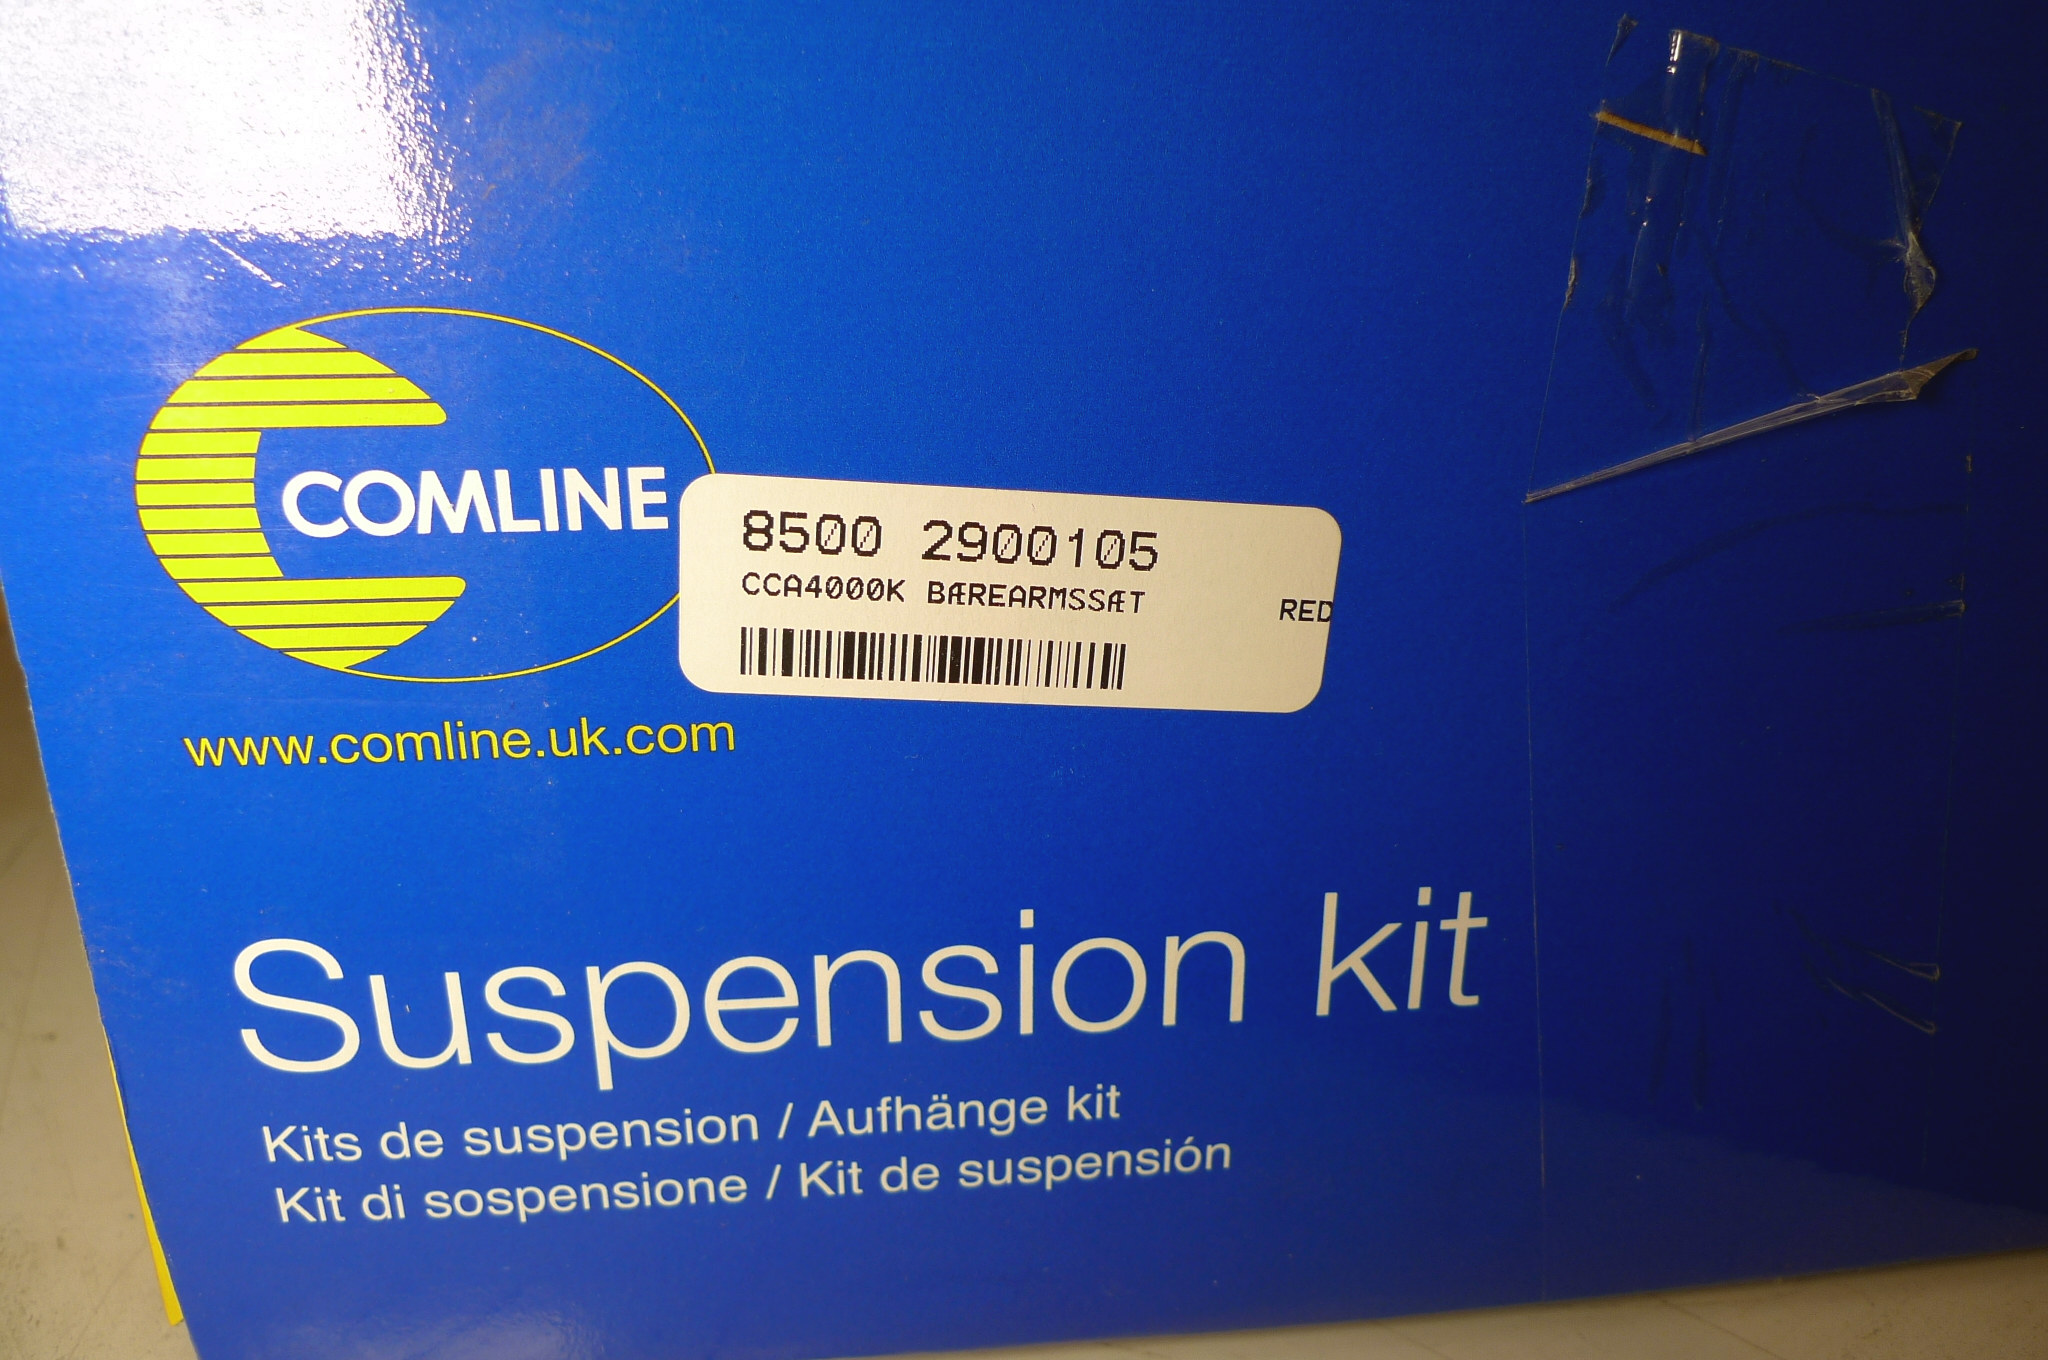 COMLINE
8500 2900105
CCA4000K BÆREARMSSÆT RED
www.comline.uk.com
Suspension kit
Kits de suspension / Aufhänge kit
Kit di sospensione / Kit de suspensión